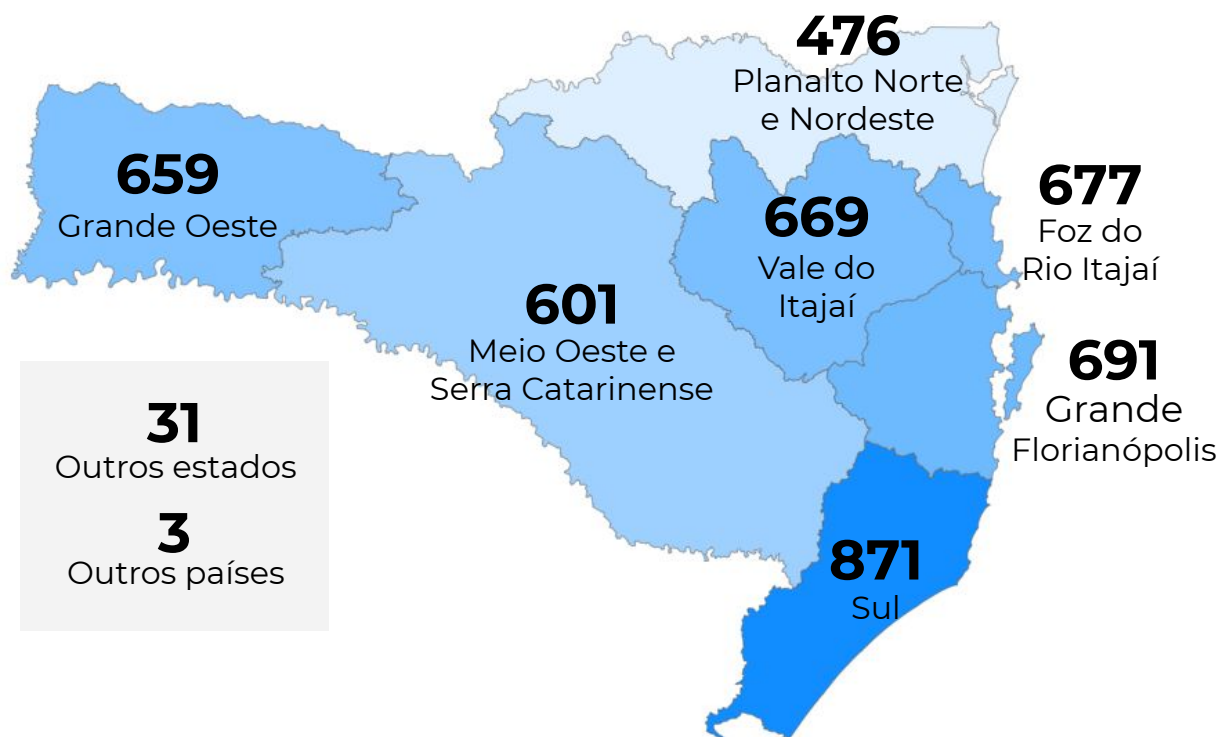 476
Planalto Norte
e Nordeste
659
Grande Oeste
677
Foz do
Rio Itajaí
669
Vale do
Itajaí
601
Meio Oeste e
Serra Catarinense
691
Grande
Florianópolis
31
Outros estados
3
Outros países
871
Sul